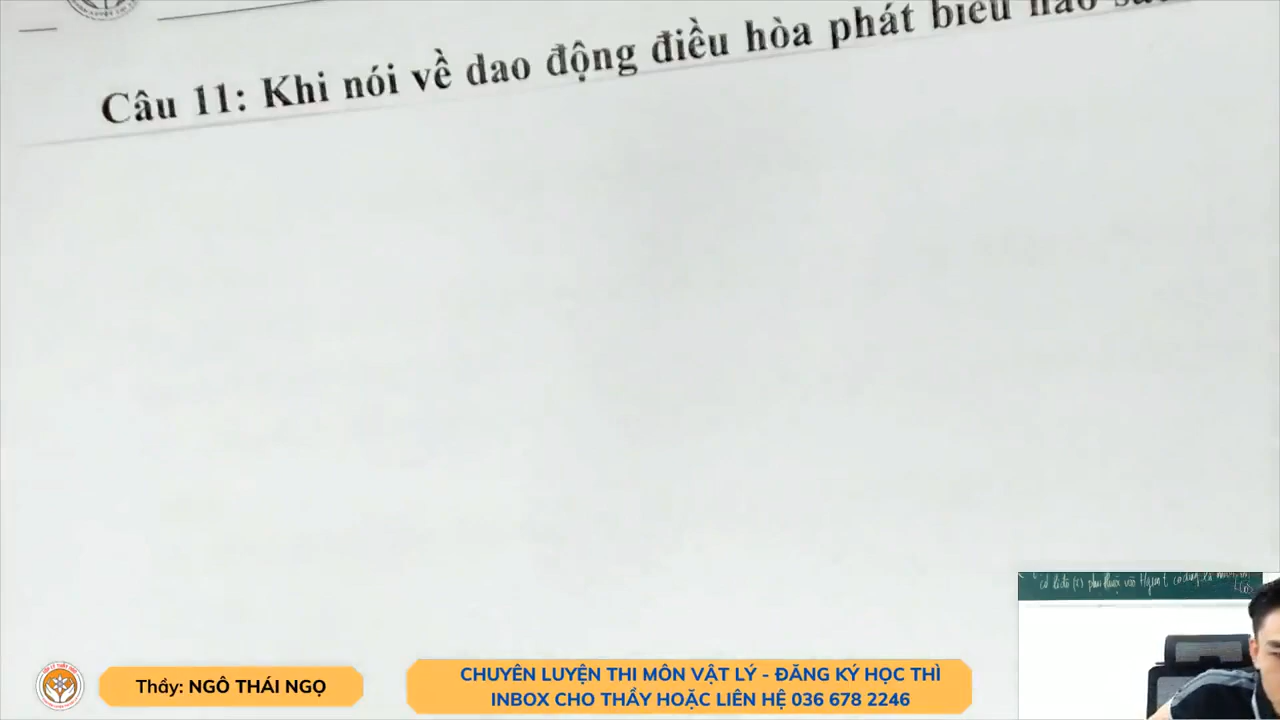 Câu 11: Khi nói về dao động điều hòa phát biểu nào
Thầy: NGÔ THÁI NGỌ
CHUYÊN LUYỆN THI MÔN VẬT LÝ - ĐĂNG KÝ HỌC THÌ
INBOX CHO THẦY HOẶC LIÊN HỆ 036 678 2246